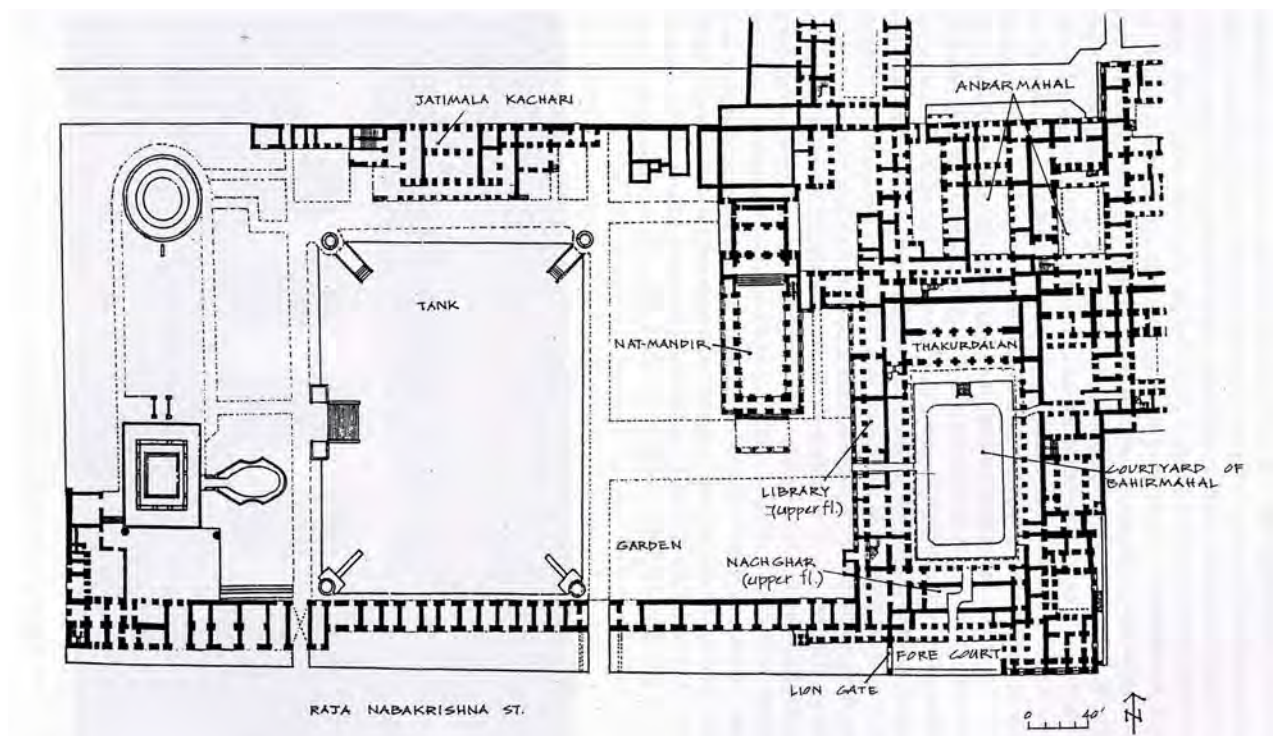 JATIMALA KACHARI
ANDARMAHAL
TANK
NAT-MANDIR
THAKURDALAN
COURTYARD OF
BAHIRMAHAL
LIBRARY
(upper fl.)
GARDEN
NACHGHAR
(upper fl.)
FORE COURT
LION GATE
RAJA NABAKRISHNA ST.
0 40'
N